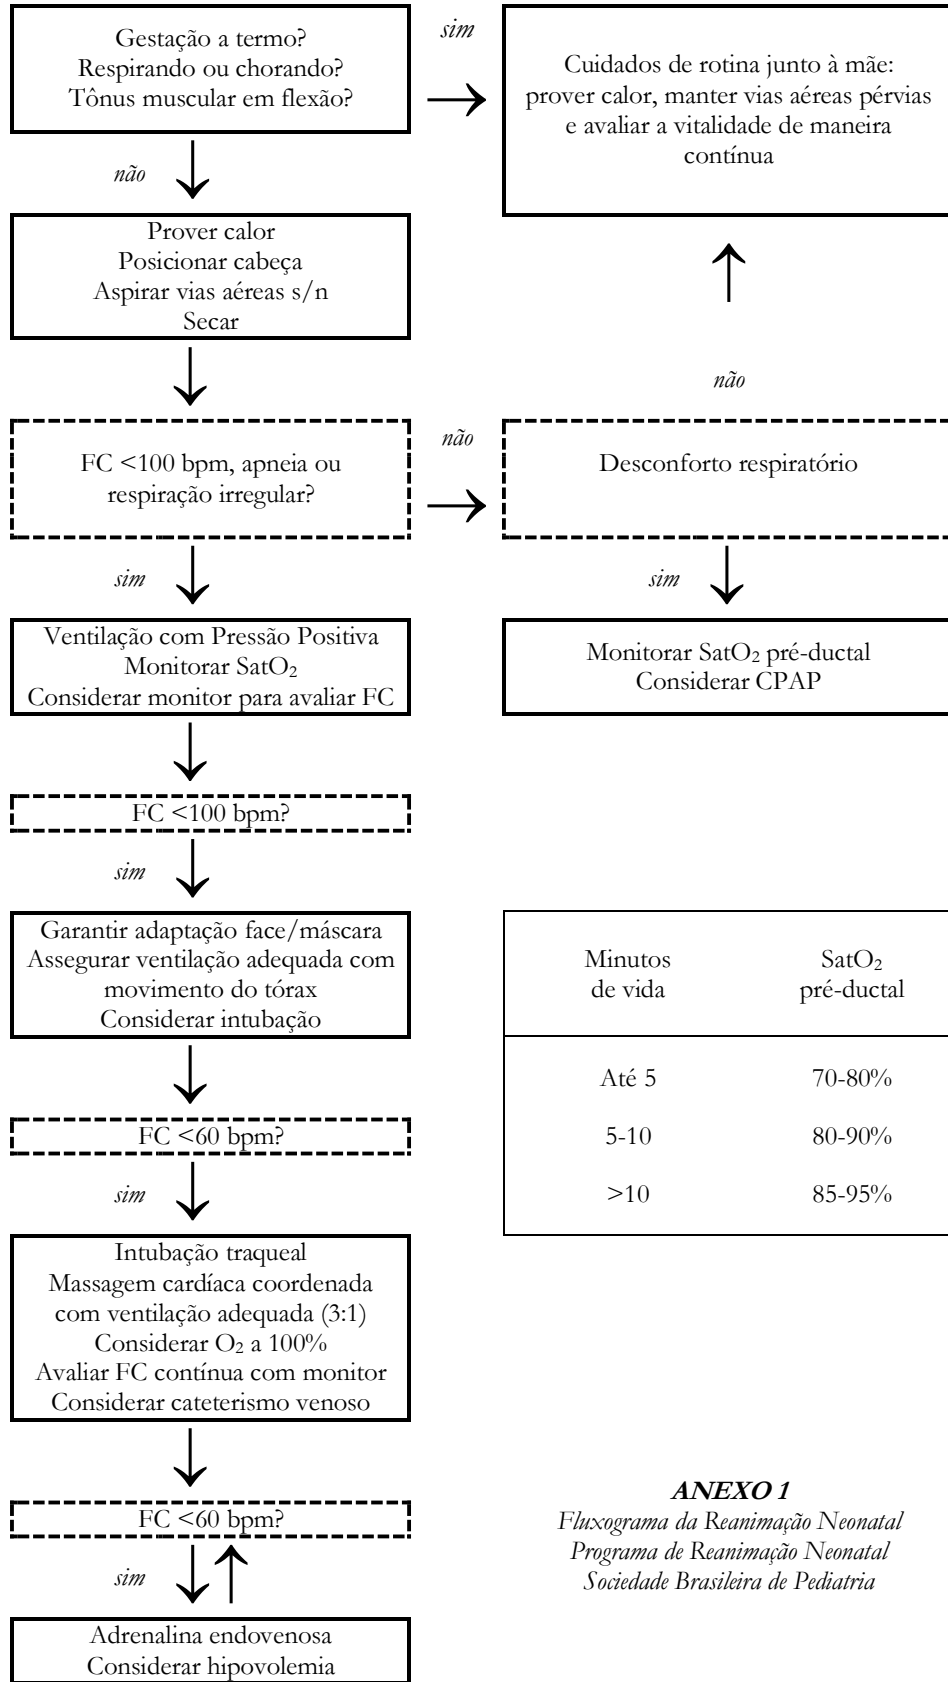 Gestação a termo?
Respirando ou chorando?
Tônus muscular em flexão?
sim
Cuidados de rotina junto à mãe:
prover calor, manter vias aéreas pérvias
e avaliar a vitalidade de maneira
contínua
não
Prover calor
Posicionar cabeça
Aspirar vias aéreas s/n
Secar
não
FC <100 bpm, apneia ou
respiração irregular?
não
Desconforto respiratório
sim
sim
Ventilação com Pressão Positiva
Monitorar SatO₂
Considerar monitor para avaliar FC
Monitorar SatO₂ pré-ductal
Considerar CPAP
FC <100 bpm?
sim
Garantir adaptação face/máscara
Assegurar ventilação adequada com
movimento do tórax
Considerar intubação
FC <60 bpm?
sim
Intubação traqueal
Massagem cardíaca coordenada
com ventilação adequada (3:1)
Considerar O₂ a 100%
Avaliar FC contínua com monitor
Considerar cateterismo venoso
FC <60 bpm?
sim
Adrenalina endovenosa
Considerar hipovolemia
Minutos
de vida
SatO₂
pré-ductal
Até 5 70-80%
5-10 80-90%
>10 85-95%
ANEXO 1
Fluxograma da Reanimação Neonatal
Programa de Reanimação Neonatal
Sociedade Brasileira de Pediatria